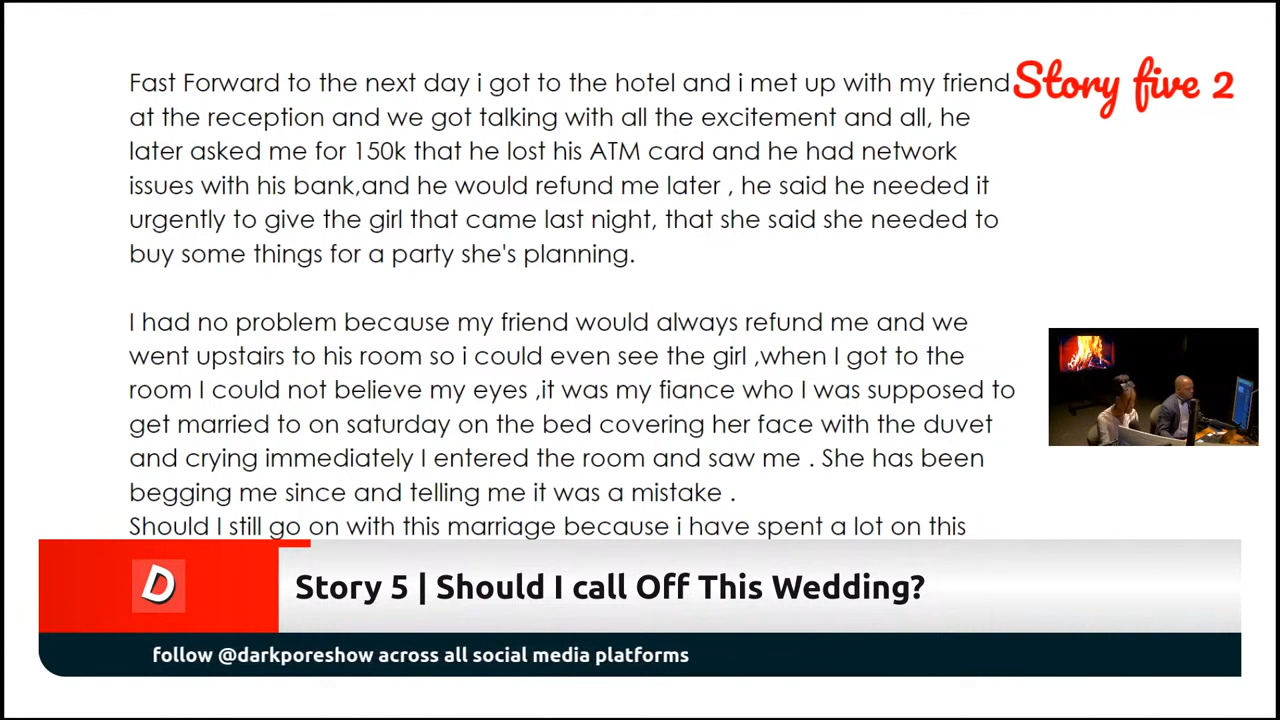 Fast Forward to the next day i got to the hotel and i met up with my friend
at the reception and we got talking with all the excitement and all, he
later asked me for 150k that he lost his ATM card and he had network
issues with his bank,and he would refund me later , he said he needed it
urgently to give the girl that came last night, that she said she needed to
buy some things for a party she's planning.
I had no problem because my friend would always refund me and we
went upstairs to his room so i could even see the girl ,when I got to the
room I could not believe my eyes ,it was my fiance who I was supposed to
get married to on saturday on the bed covering her face with the duvet
and crying immediately I entered the room and saw me . She has been
begging me since and telling me it was a mistake .
Should I still go on with this marriage because i have spent a lot on this
Story five 2
D
Story 5 | Should I call Off This Wedding?
follow @darkporeshow across all social media platforms